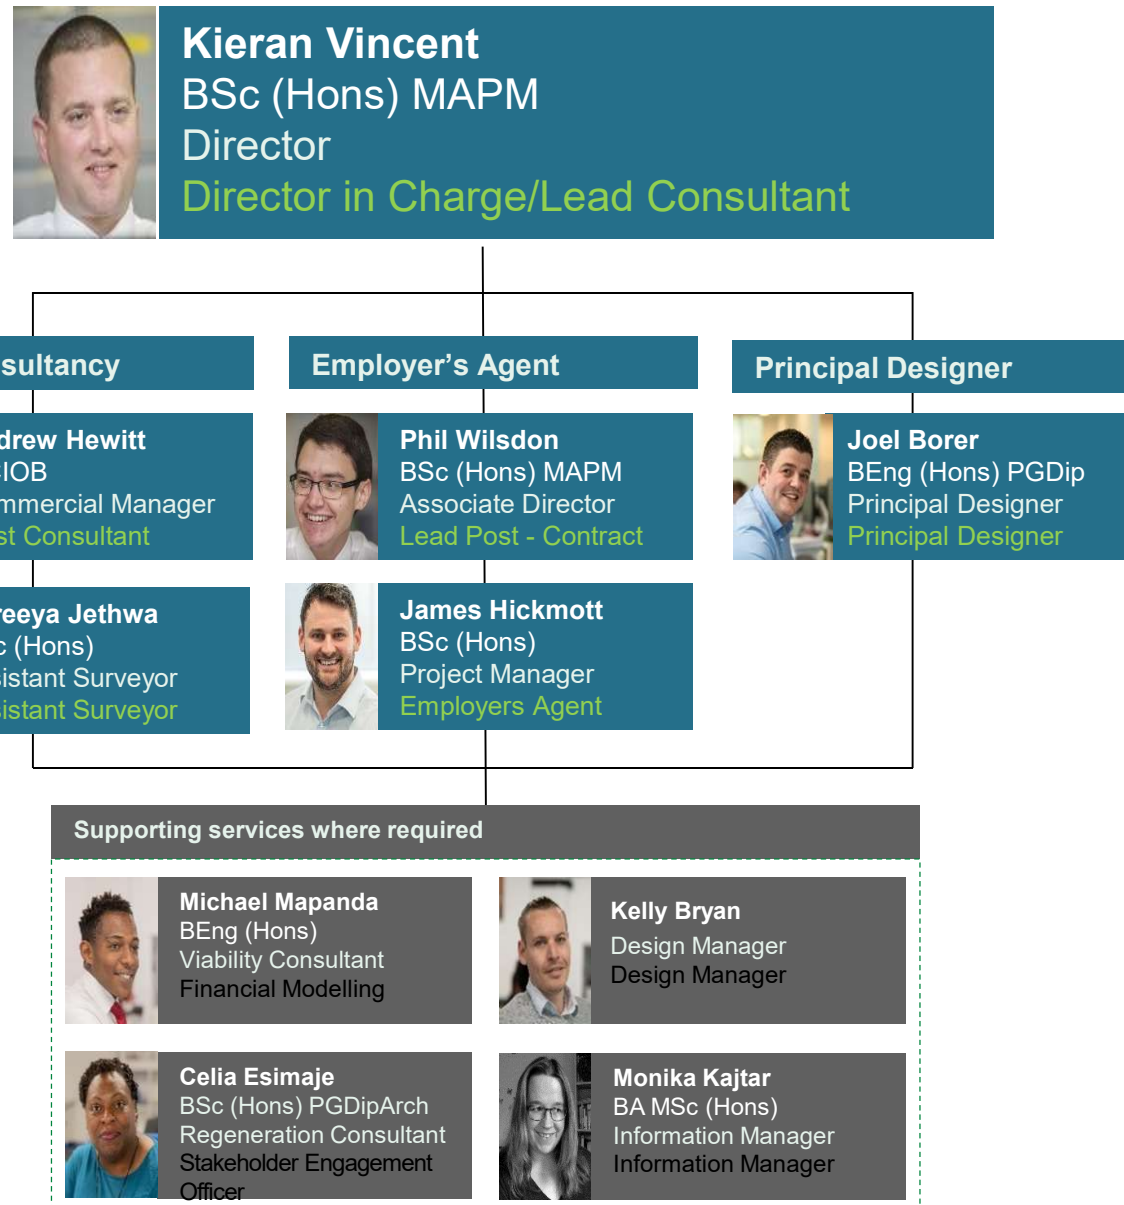 Kieran Vincent
BSc (Hons) MAPM
Director
Director in Charge/Lead Consultant
sultancy
Employer's Agent
Principal Designer
drew Hewitt
CIOB
mmercial Manager
st Consultant
Phil Wilsdon
BSc (Hons) MAPM
Associate Director
Lead Post - Contract
Joel Borer
BEng (Hons) PGDip
Principal Designer
Principal Designer
reeya Jethwa
c (Hons)
sistant Surveyor
sistant Surveyor
James Hickmott
BSc (Hons)
Project Manager
Employers Agent
Supporting services where required
Michael Mapanda
BEng (Hons)
Viability Consultant
Financial Modelling
Kelly Bryan
Design Manager
Design Manager
Celia Esimaje
BSc (Hons) PGDipArch
Regeneration Consultant
Stakeholder Engagement
Officer
Monika Kajtar
BA MSc (Hons)
Information Manager
Information Manager